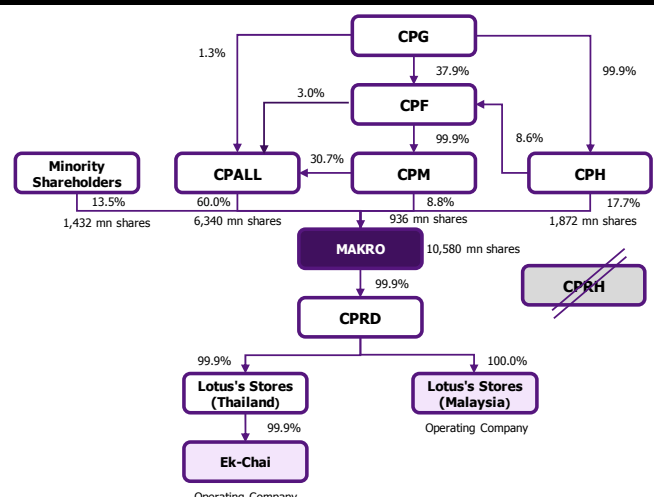 CPG
1.3%
37.9%
99.9%
3.0%
CPF
99.9%
8.6%
Minority
Shareholders
CPALL
30.7%
CPM
CPH
13.5%
60.0%
8.8%
17.7%
1,432 mn shares
6,340 mn shares
936 mn shares
1,872 mn shares
MAKRO
10,580 mn shares
99.9%
CPRH
CPRD
99.9%
100.0%
Lotus's Stores
(Thailand)
Lotus's Stores
(Malaysia)
99.9%
Operating Company
Ek-Chai
Operating Company